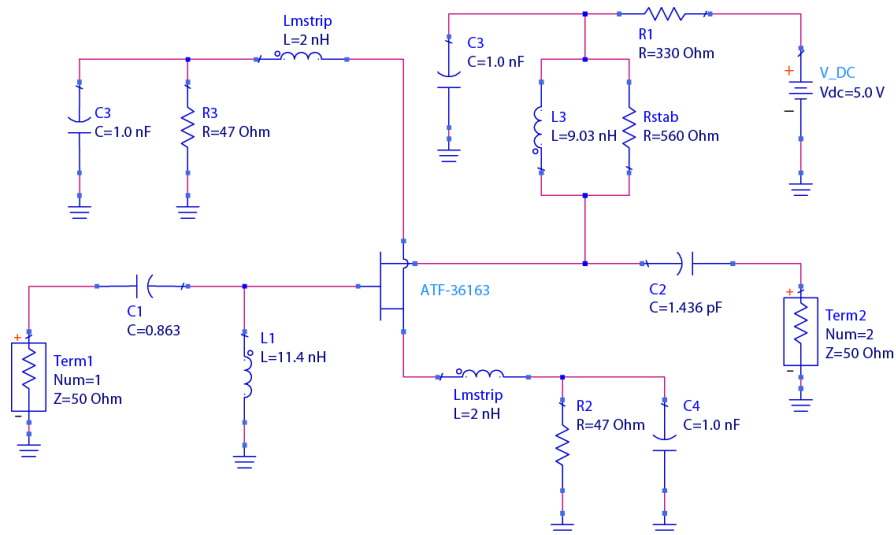 Lmstrip
L=2 nH
C3
C=1.0 nF
R3
R=47 Ohm
C3
C=1.0 nF
R1
R=330 Ohm
+
V_DC
Vdc=5.0 V
–
L3
L=9.03 nH
Rstab
R=560 Ohm
ATF-36163
C1
C=0.863
L1
L=11.4 nH
+
Term1
Num=1
Z=50 Ohm
–
C2
C=1.436 pF
+
Term2
Num=2
Z=50 Ohm
–
Lmstrip
L=2 nH
R2
R=47 Ohm
C4
C=1.0 nF